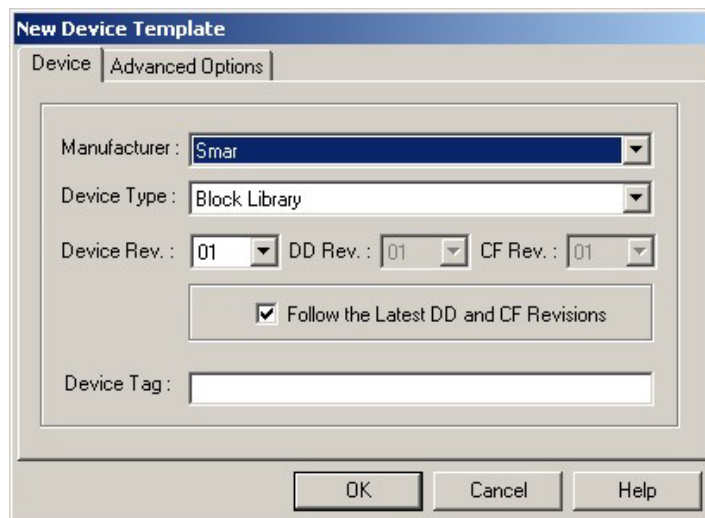 New Device Template
Device Advanced Options
Manufacturer : Smar
Device Type : Block Library
Device Rev. : 01 DD Rev. : 01 CF Rev. : 01
Follow the Latest DD and CF Revisions
Device Tag :
OK Cancel Help